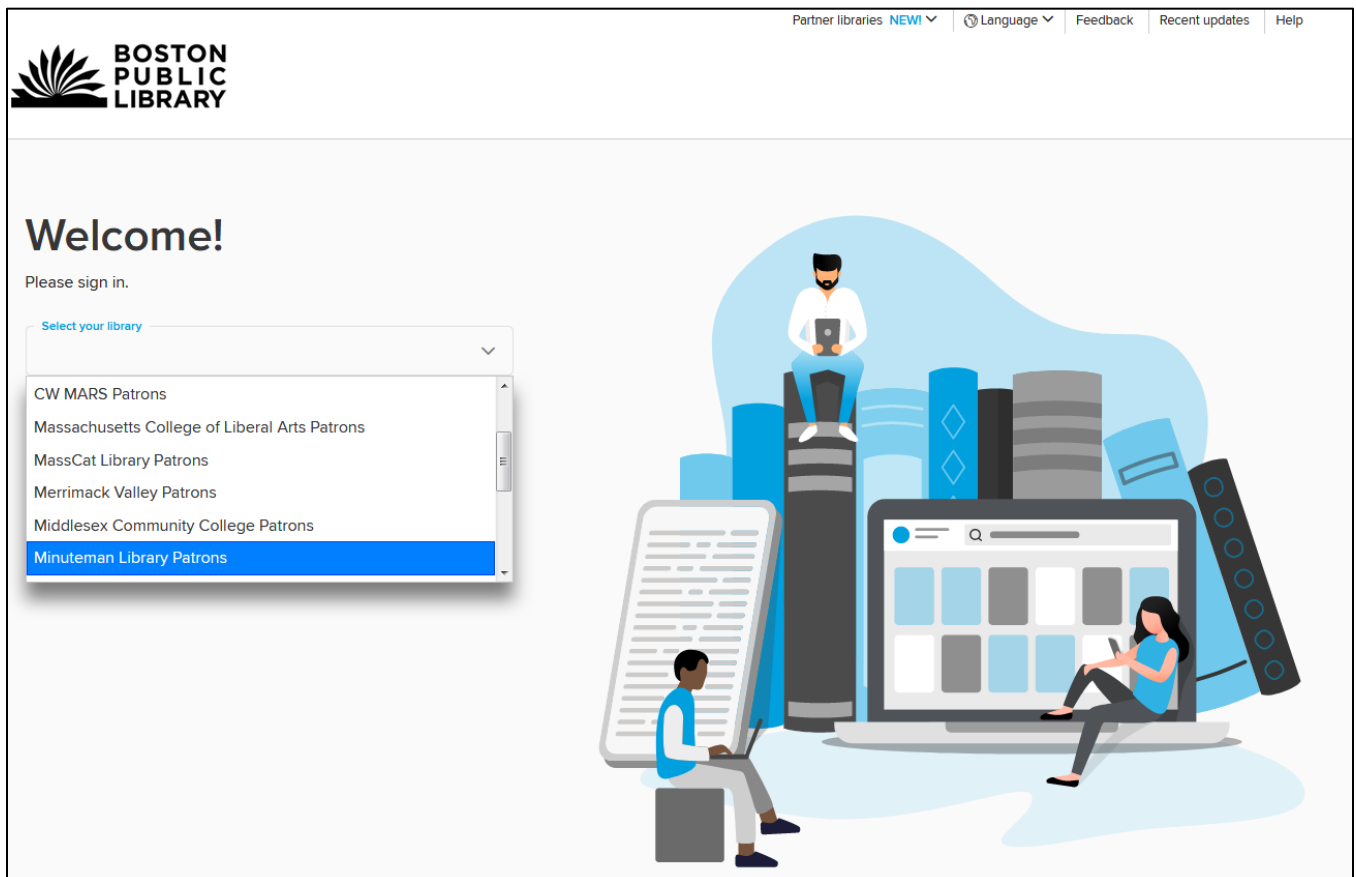 Partner libraries NEW! Language Feedback Recent updates Help
BOSTON
PUBLIC
LIBRARY
Welcome!
Please sign in.
Select your library
CW MARS Patrons
Massachusetts College of Liberal Arts Patrons
MassCat Library Patrons
Merrimack Valley Patrons
Middlesex Community College Patrons
Minuteman Library Patrons